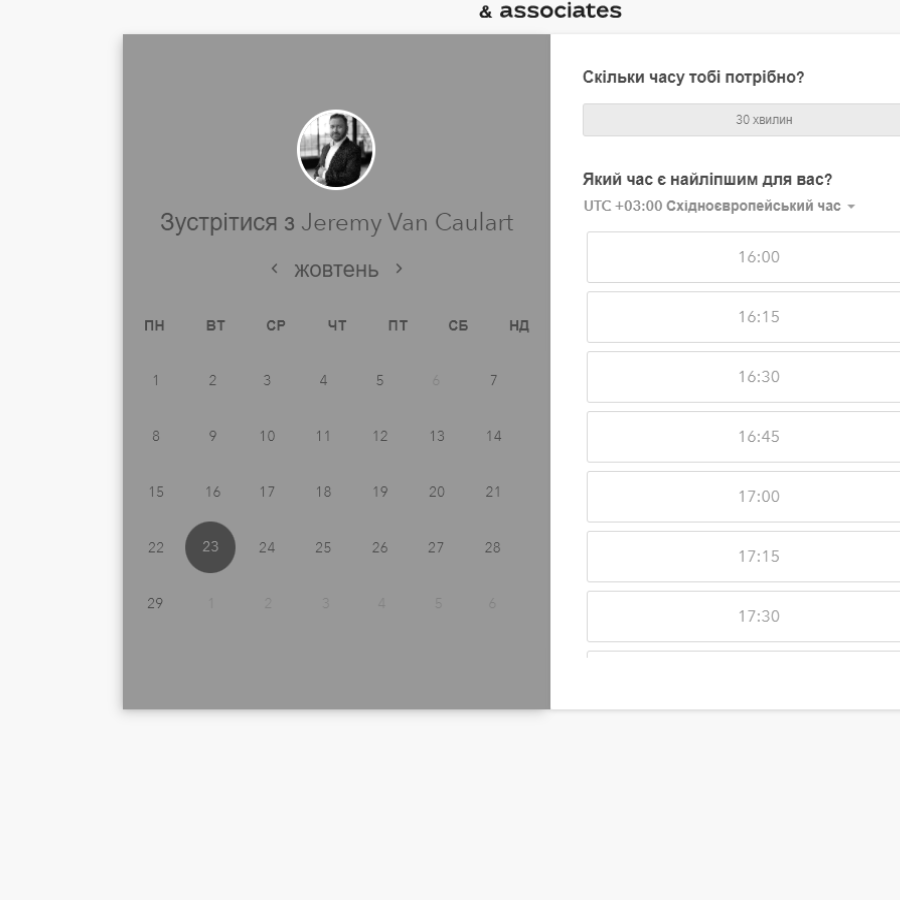 & associates
Зустрітися з Jeremy Van Caulart
жовтень
ПН ВТ СР ЧТ ПТ СБ НД
1 2 3 4 5 6 7
8 9 10 11 12 13 14
15 16 17 18 19 20 21
22 23 24 25 26 27 28
29 1 2 3 4 5 6
Скільки часу тобі потрібно?
30 хвилин
Який час є найліпшим для вас?
UTC +03:00 Східноєвропейський час
16:00
16:15
16:30
16:45
17:00
17:15
17:30